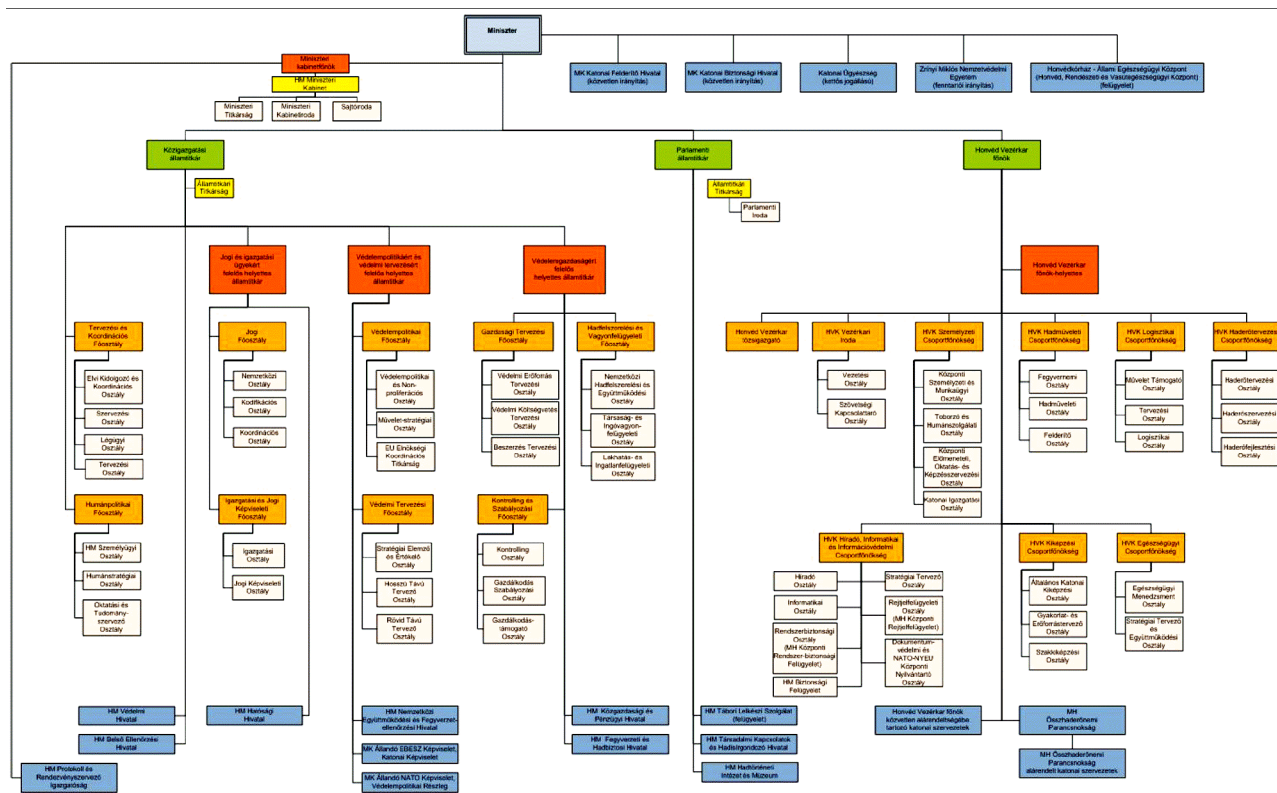 Miniszter
Miniszteri
kabinetfőnök
HM Miniszteri
Kabinet
Miniszteri
Titkárság
Miniszteri
Kabinetiroda
Sajtóiroda
MK Katonai Felderítő Hivatal
(közvetlen irányítás)
MK Katonai Biztonsági Hivatal
(közvetlen irányítás)
Katonai Ügyészség
(kettős jogállású)
Zrínyi Miklós Nemzetvédelmi
Egyetem
(fenntartói irányítás)
Honvédkórház - Állami Egészségügyi Központ
(Honvéd, Rendészeti és Vasútegészségügyi Központ)
(felügyelet)
Közigazgatási
államtitkár
Parlamenti
államtitkár
Honvéd Vezérkar
főnök
Államtitkári
Titkárság
Államtitkári
Titkárság
Parlamenti
Iroda
Jogi és igazgatási
ügyekért
felelős helyettes
államtitkár
Védelempolitikáért és
védelmi tervezésért
felelős helyettes
államtitkár
Védelemgazdaságért
felelős
helyettes államtitkár
Honvéd Vezérkar
főnök-helyettes
Tervezési és
Koordinációs
Főosztály
Jogi
Főosztály
Védelempolitikai
Főosztály
Gazdasági Tervezési
Főosztály
Hadfelszerelési és
Vagyonfelügyeleti
Főosztály
Honvéd Vezérkar
törzsigazgató
HVK Vezérkari
Iroda
HVK Személyzeti
Csoportfőnökség
HVK Hadműveleti
Csoportfőnökség
HVK Logisztikai
Csoportfőnökség
HVK Haderőtervezési
Csoportfőnökség
Elvi Kidolgozó és
Koordinációs
Osztály
Szervezési
Osztály
Légügyi
Osztály
Tervezési
Osztály
Nemzetközi
Osztály
Kodifikációs
Osztály
Koordinációs
Osztály
Védelempolitikai
és Non-
proliferációs
Osztály
Művelet-stratégiai
Osztály
EU Elnökségi
Koordinációs
Titkárság
Védelmi Erőforrás
Tervezési
Osztály
Védelmi Költségvetés
Tervezési
Osztály
Beszerzés Tervezési
Osztály
Nemzetközi
Hadfelszerelési és
Együttműködési
Osztály
Társaság- és
Ingóvagyon-
felügyeleti
Osztály
Lakhatás- és
Ingatlanfelügyeleti
Osztály
Vezetési
Osztály
Szövetségi
Kapcsolattartó
Osztály
Központi
Személyzeti és
Munkaügyi
Osztály
Toborzó és
Humánszolgálati
Osztály
Központi
Előmeneteli,
Oktatás- és
Képzésszervezési
Osztály
Katonai Igazgatási
Osztály
Fegyvernemi
Osztály
Hadműveleti
Osztály
Felderítő
Osztály
Művelet Támogató
Osztály
Tervezési
Osztály
Logisztikai
Osztály
Haderőtervezési
Osztály
Haderőszervezési
Osztály
Haderőfejlesztési
Osztály
Humánpolitikai
Főosztály
Igazgatási és Jogi
Képviseleti
Főosztály
Védelmi Tervezési
Főosztály
Kontrolling és
Szabályozási
Főosztály
HM Személyügyi
Osztály
Humánstratégiai
Osztály
Oktatási és
Tudomány-
szervező
Osztály
Igazgatási
Osztály
Jogi Képviseleti
Osztály
Stratégiai Elemző
és Értékelő
Osztály
Hosszú Távú
Tervező
Osztály
Rövid Távú
Tervező
Osztály
Kontrolling
Osztály
Gazdálkodás
Szabályozási
Osztály
Gazdálkodás-
támogató
Osztály
HVK Híradó, Informatikai
és Információvédelmi
Csoportfőnökség
HVK Kiképzési
Csoportfőnökség
HVK Egészségügyi
Csoportfőnökség
Híradó
Osztály
Informatikai
Osztály
Rendszerbiztonsági
Osztály
(MH Központi
Rendszer-biztonsági
Felügyelet)
HM Biztonsági
Felügyelet
Stratégiai Tervező
Osztály
Rejtjelfelügyeleti
Osztály
(MH Központi
Rejtjelfelügyelet)
Dokumentum-
védelmi és
NATO-NYEU
Központi
Nyilvántartó
Osztály
Általános Katonai
Kiképzési
Osztály
Gyakorlat- és
Erőforrástervező
Osztály
Szakkiképzési
Osztály
Egészségügyi
Menedzsment
Osztály
Stratégiai Tervező
és
Együttműködési
Osztály
HM Védelmi
Hivatal
HM Belső Ellenőrzési
Hivatal
HM Protokoll és
Rendezvényszervező
Igazgatóság
HM Hatósági
Hivatal
HM Nemzetközi
Együttműködési és Fegyverzet-
ellenőrzési Hivatal
MK Állandó EBESZ Képviselet,
Katonai Képviselet
MK Állandó NATO Képviselet,
Védelempolitikai Részleg
HM Közgazdasági és
Pénzügyi Hivatal
HM Fegyverzeti és
Hadbiztosi Hivatal
HM Tábori Lelkészi Szolgálat
(felügyelet)
HM Társadalmi Kapcsolatok
és Hadisírgondozó Hivatal
HM Hadtörténeti
Intézet és Múzeum
Honvéd Vezérkar főnök
közvetlen alárendeltségébe
tartozó katonai szervezetek
MH
Összhaderőnemi
Parancsnokság
MH Összhaderőnemi
Parancsnokság
alárendelt katonai szervezetek